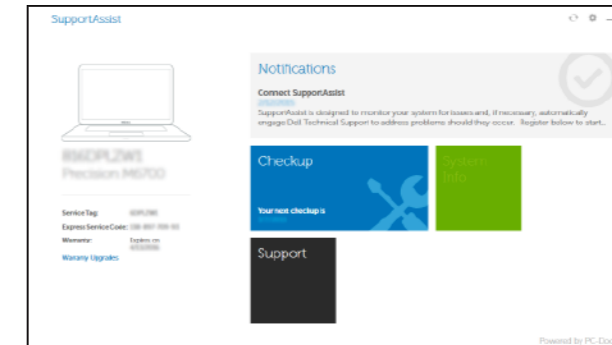 SupportAssist
Notifications
Connect SupportAssist
SupportAssist is designed to monitor your system for issues and, if necessary, automatically
engage Dell Technical Support to address problems should they occur. Register below to start..
Precision M6700
Checkup
System
Info
Service Tag:
Express Service Code:
Your next checkup is
Warranty: Expires on
Warranty Upgrades
Support
Powered by PC-Doc